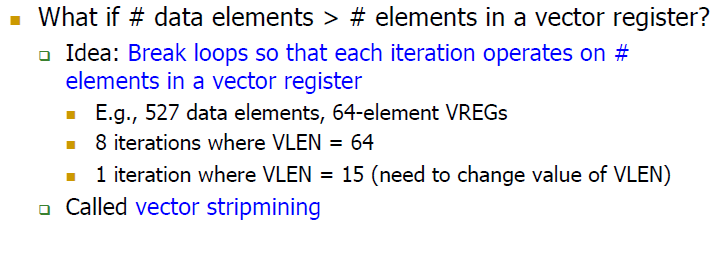 What if # data elements > # elements in a vector register?
Idea: Break loops so that each iteration operates on #
elements in a vector register
E.g., 527 data elements, 64-element VREGs
8 iterations where VLEN = 64
1 iteration where VLEN = 15 (need to change value of VLEN)
Called vector stripmining